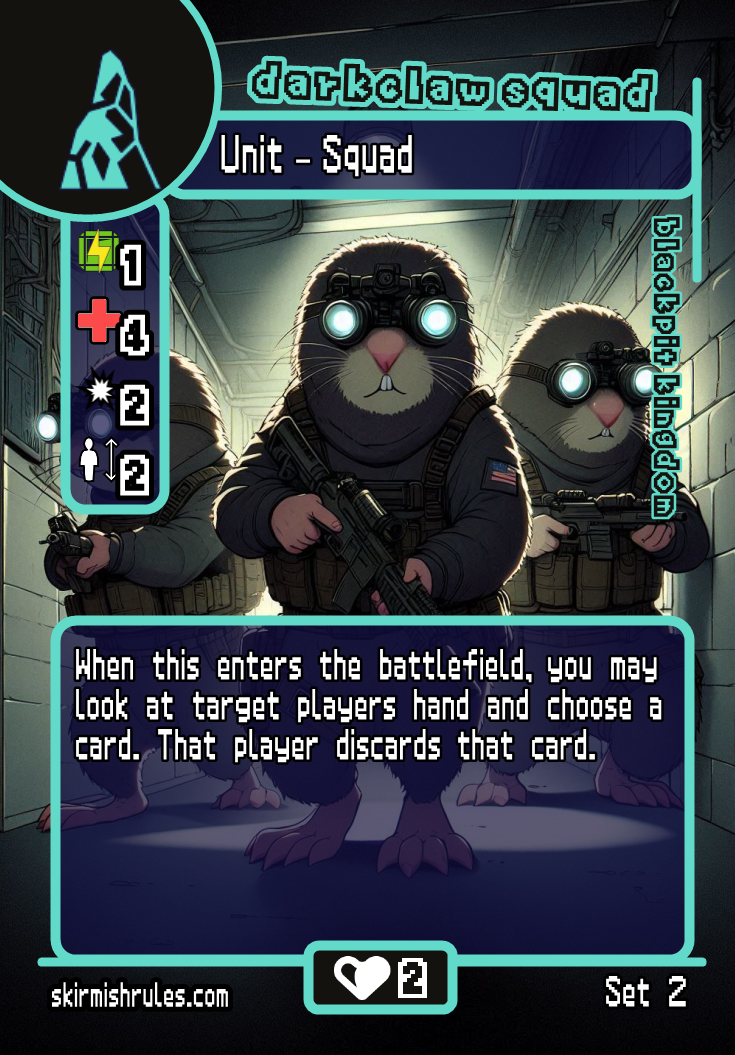 darkclaw squad
Unit - Squad
1
4
2
2
blackpit kingdom
When this enters the battlefield, you may
look at target players hand and choose a
card. That player discards that card.
2
skirmishrules.com
Set 2